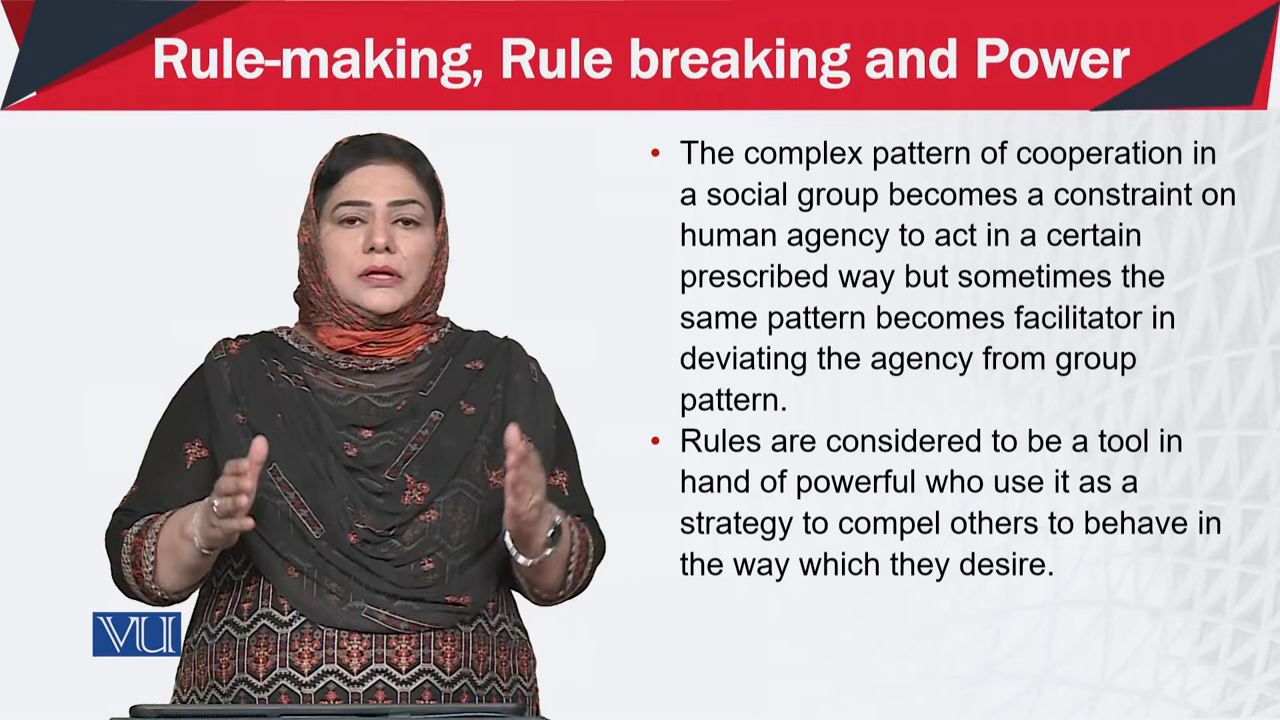 Rule-making, Rule breaking and Power
• The complex pattern of cooperation in
a social group becomes a constraint on
human agency to act in a certain
prescribed way but sometimes the
same pattern becomes facilitator in
deviating the agency from group
pattern.
• Rules are considered to be a tool in
hand of powerful who use it as a
strategy to compel others to behave in
the way which they desire.
VU